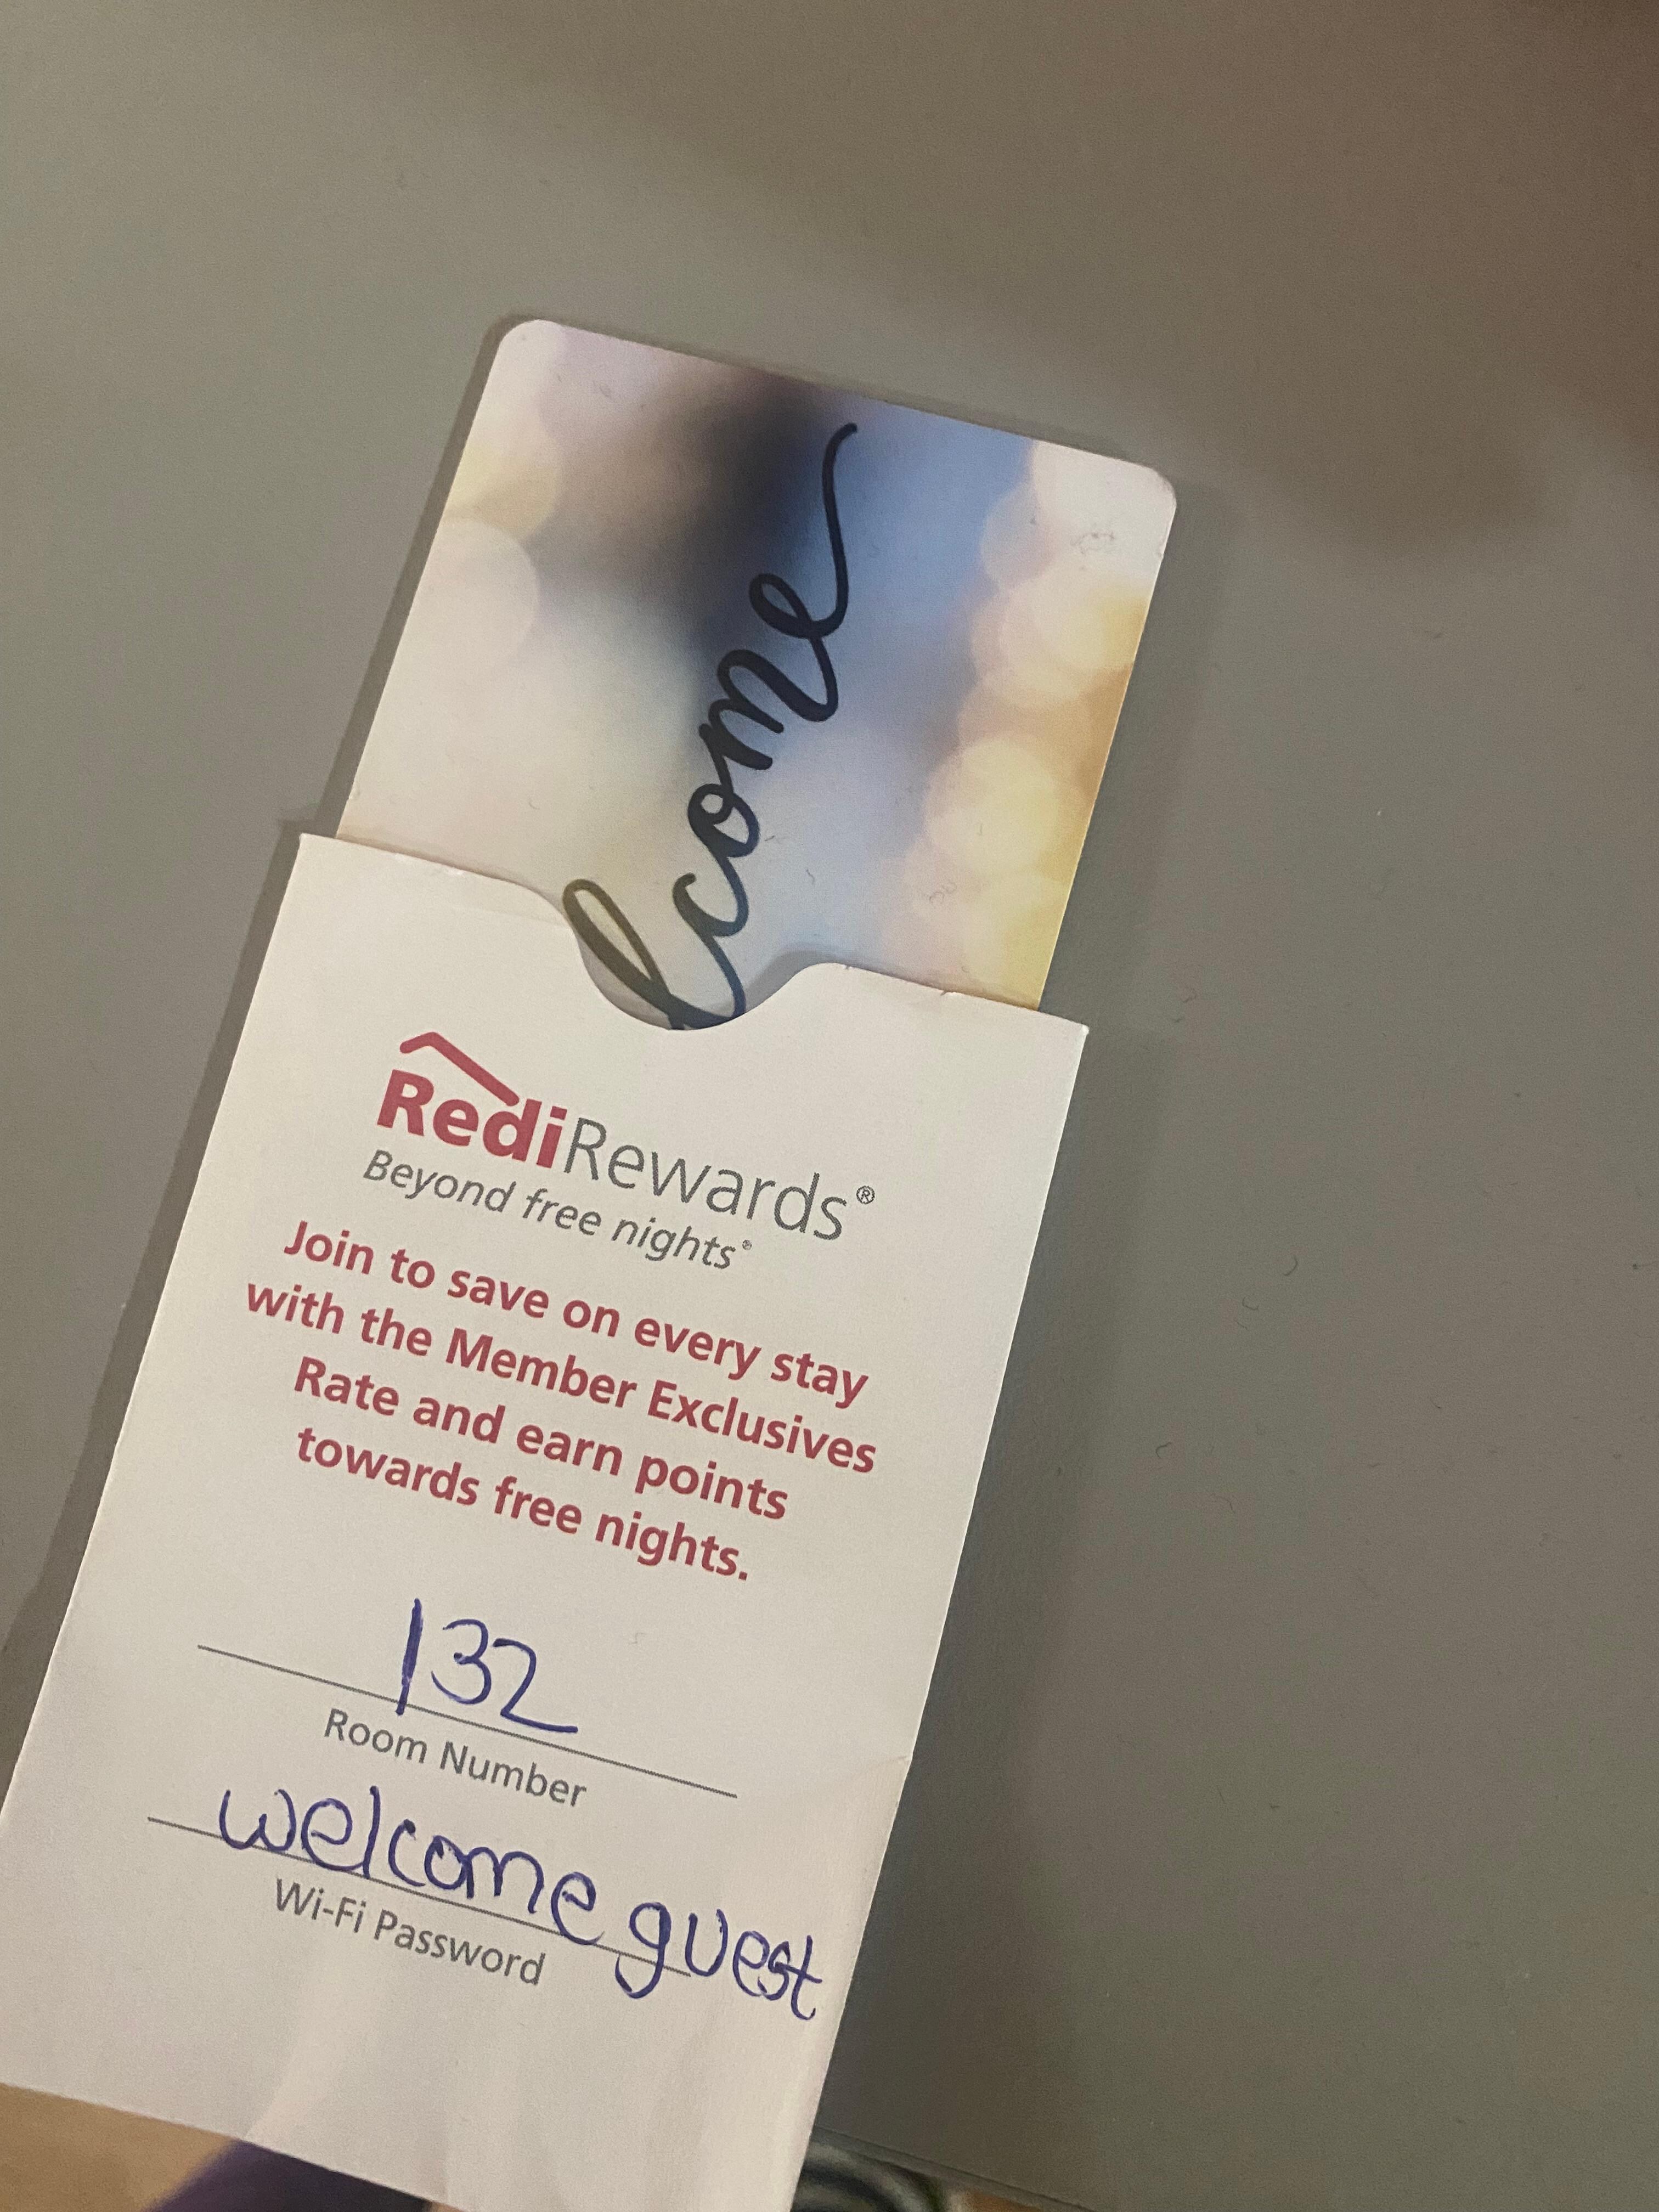 lcome
RediRewards®
Beyond free nights®
Join to save on every stay
with the Member Exclusives
Rate and earn points
towards free nights.
132
Room Number
welcome guest
Wi-Fi Password